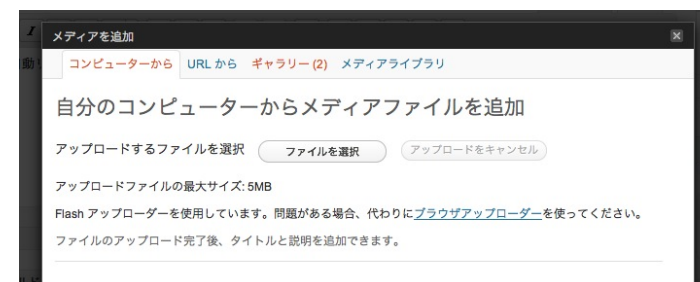 メディアを追加
コンピューターから URL から ギャラリー (2) メディアライブラリ
自分のコンピューターからメディアファイルを追加
アップロードするファイルを選択 ファイルを選択 アップロードをキャンセル
アップロードファイルの最大サイズ: 5MB
Flash アップローダーを使用しています。問題がある場合、代わりにブラウザアップローダーを使ってください。
ファイルのアップロード完了後、タイトルと説明を追加できます。